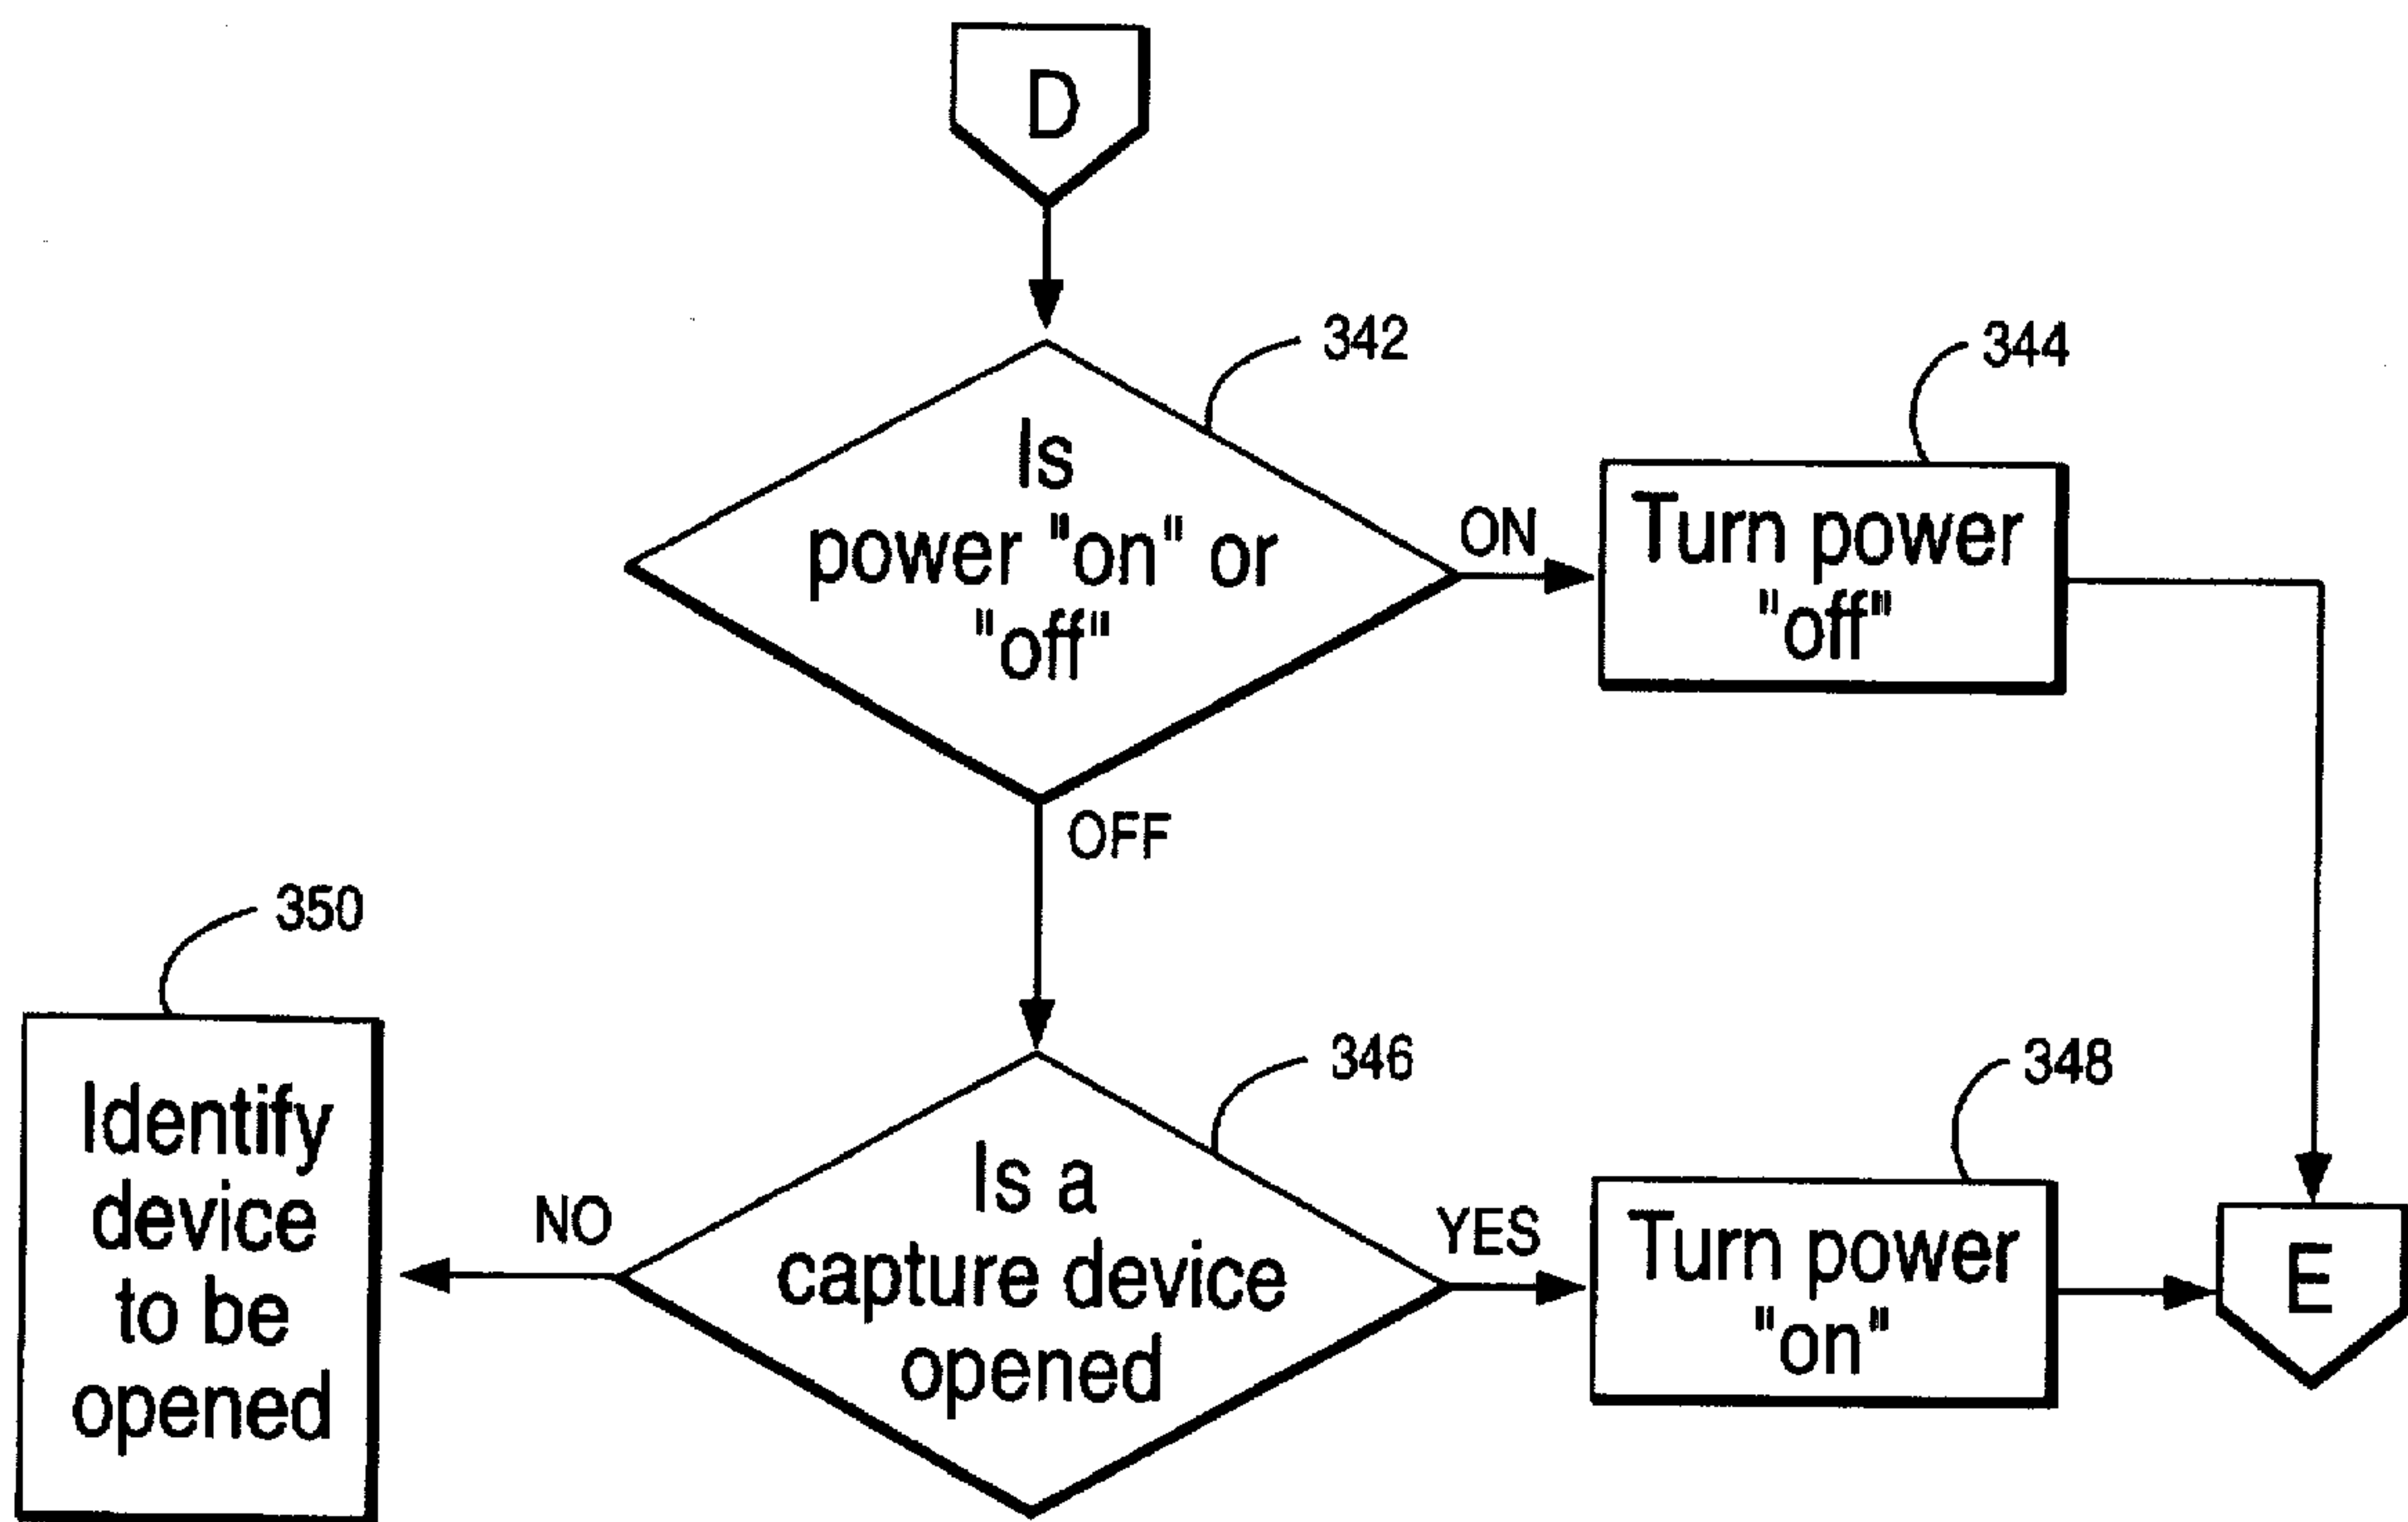 D
342
Is
power "on" or
"off"
ON
344
Turn power
"off"
OFF
350
Identify
device
to be
opened
NO
346
Is a
capture device
opened
YES
348
Turn power
"on"
E